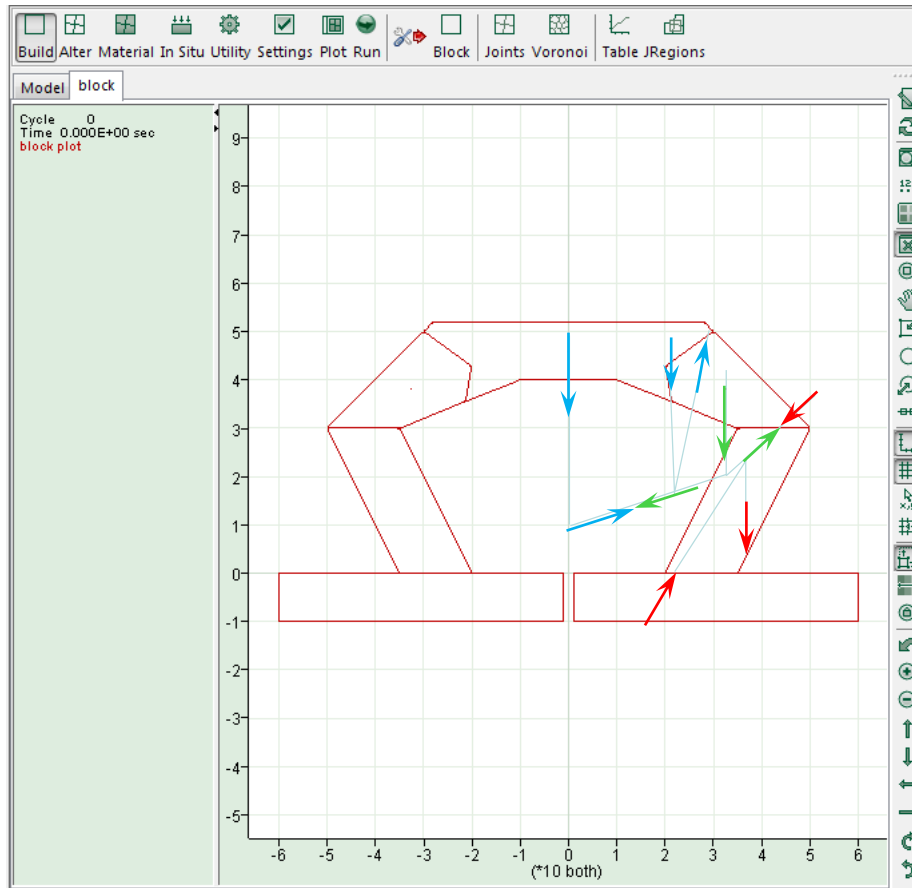 Build Alter Material In Situ Utility Settings Plot Run Block Joints Voronoi Table JRegions
Model block
Cycle 0
Time 0.000E+00 sec
block plot
9
8
7
6
5
4
3
2
1
0
-1
-2
-3
-4
-5
-6 -5 -4 -3 -2 -1 0 1 2 3 4 5 6
(*10 both)